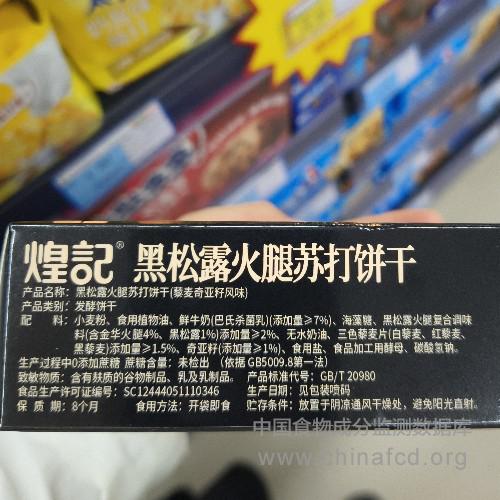 煌記® 黑松露火腿苏打饼干
产品名称：黑松露火腿苏打饼干(藜麦奇亚籽风味)
产品类别：发酵饼干
配 料：小麦粉、食用植物油、鲜牛奶(巴氏杀菌乳)(添加量≥7%)、海藻糖、黑松露火腿复合调味
料(含金华火腿4%、黑松露1%)添加量≥2%、无水奶油、三色藜麦片(白藜麦、红藜麦、
黑藜麦)添加量≥1.5%、奇亚籽(添加量≥1%)、食用盐、食品加工用酵母、碳酸氢钠。
生产过程中0添加蔗糖 蔗糖含量：未检出 （依据 GB5009.8第一法）
致敏物质：含有麸质的谷物制品、乳及乳制品。 产品标准代号：GB/T 20980
食品生产许可证编号：SC12444051110346 生产日期：见包装喷码
保 质 期：8个月 食用方法：开袋即食 贮存条件：放置于阴凉通风干燥处，避免阳光直射。
中国食物成分监测数据库
www.chinafcd.org